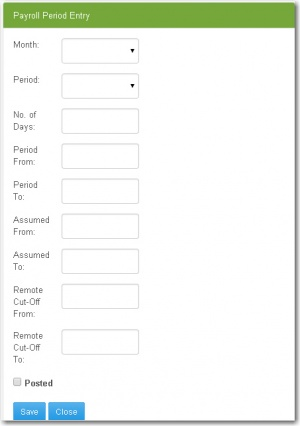 Payroll Period Entry
Month:
Period:
No. of
Days:
Period
From:
Period
To:
Assumed
From:
Assumed
To:
Remote
Cut-Off
From:
Remote
Cut-Off
To:
Posted
Save Close